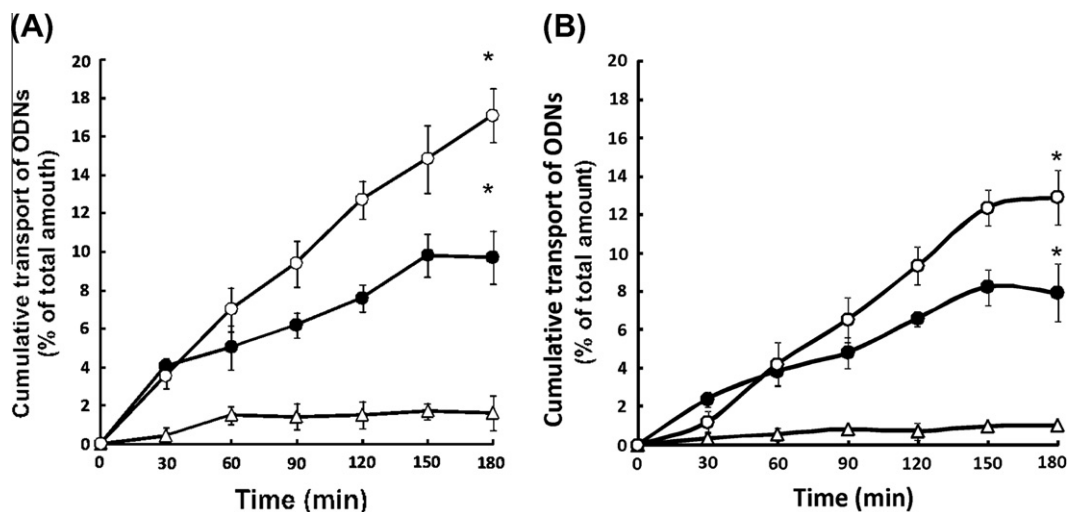 (A)
Cumulative transport of ODNs
(% of total amouth)
20
18
16
14
12
10
8
6
4
2
0
*
*
0 30 60 90 120 150 180
Time (min)
(B)
Cumulative transport of ODNs
(% of total amount)
20
18
16
14
12
10
8
6
4
2
0
*
*
0 30 60 90 120 150 180
Time (min)